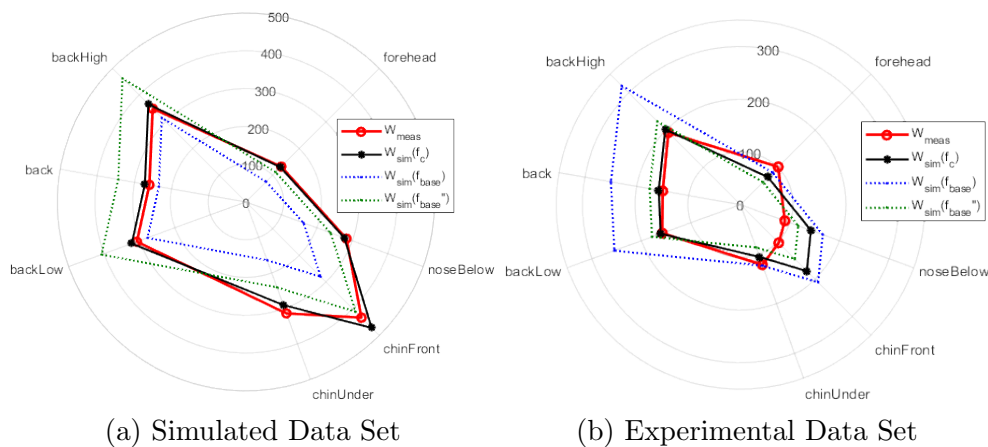 500
400
300
200
100
0
backHigh
forehead
back
backLow
noseBelow
chinFront
chinUnder
W_meas
W_sim(f_c)
W_sim(f_base)
W_sim(f_base")
(a) Simulated Data Set
300
200
100
0
backHigh
forehead
back
backLow
noseBelow
chinFront
chinUnder
W_meas
W_sim(f_c)
W_sim(f_base)
W_sim(f_base")
(b) Experimental Data Set